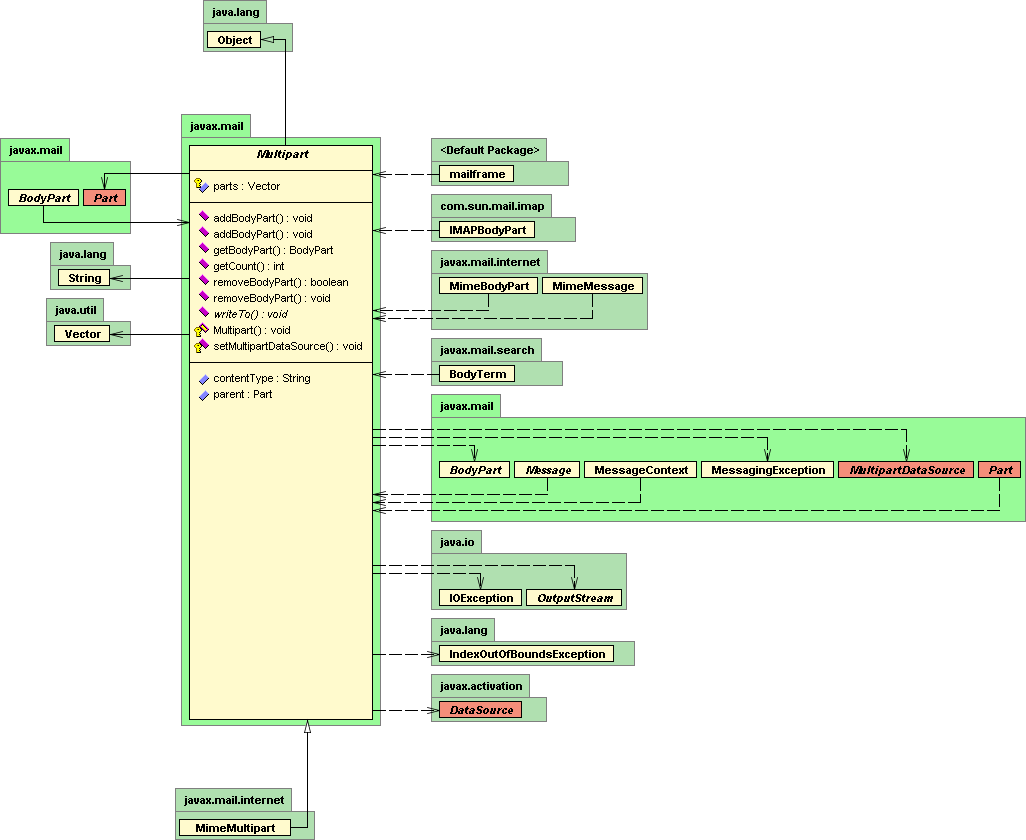 java.lang
Object
javax.mail
BodyPart Part
java.lang
String
java.util
Vector
javax.mail
Multipart
parts : Vector
addBodyPart() : void
addBodyPart() : void
getBodyPart() : BodyPart
getCount() : int
removeBodyPart() : boolean
removeBodyPart() : void
writeTo() : void
Multipart() : void
setMultipartDataSource() : void
contentType : String
parent : Part
<Default Package>
mailframe
com.sun.mail.imap
IMAPBodyPart
javax.mail.internet
MimeBodyPart MimeMessage
javax.mail.search
BodyTerm
javax.mail
BodyPart Message MessageContext MessagingException MultipartDataSource Part
java.io
IOException OutputStream
java.lang
IndexOutOfBoundsException
javax.activation
DataSource
javax.mail.internet
MimeMultipart